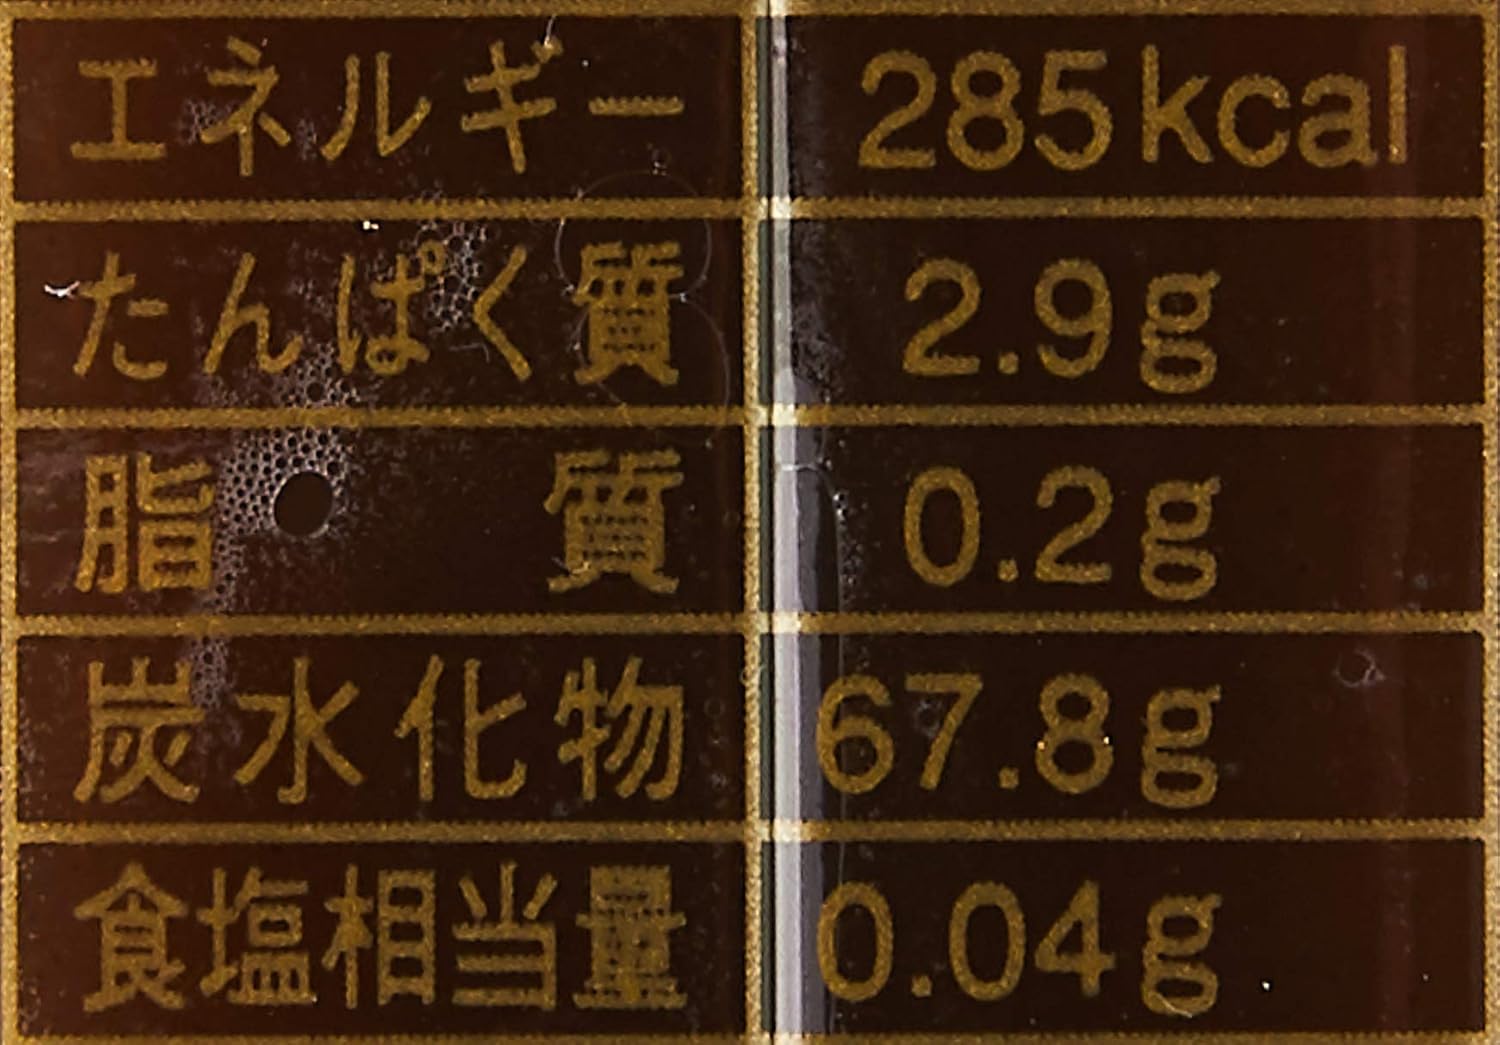 エネルギー 285kcal
たんぱく質 2.9g
脂質 0.2g
炭水化物 67.8g
食塩相当量 0.04g